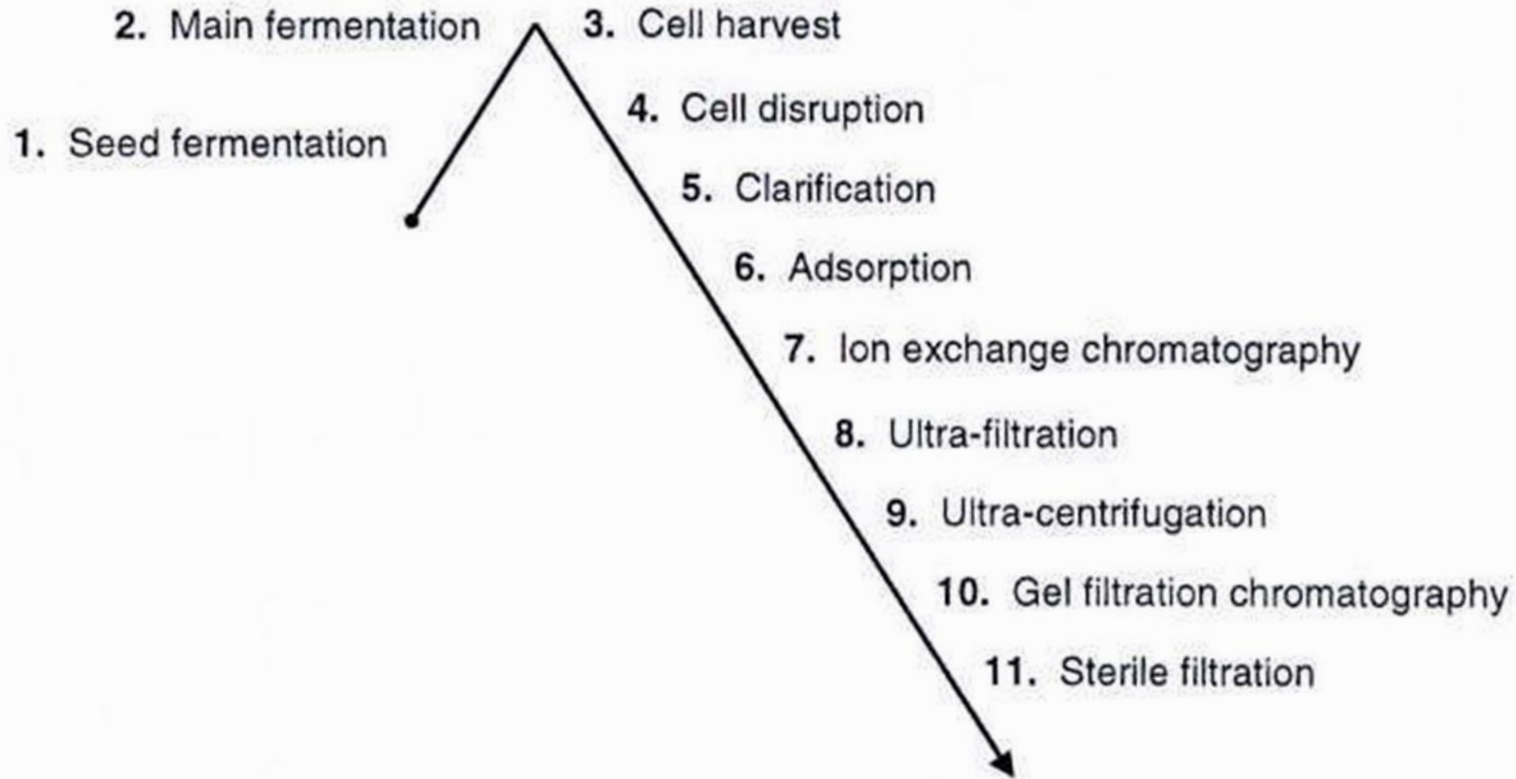 2. Main fermentation
3. Cell harvest
4. Cell disruption
1. Seed fermentation
5. Clarification
6. Adsorption
7. Ion exchange chromatography
8. Ultra-filtration
9. Ultra-centrifugation
10. Gel filtration chromatography
11. Sterile filtration